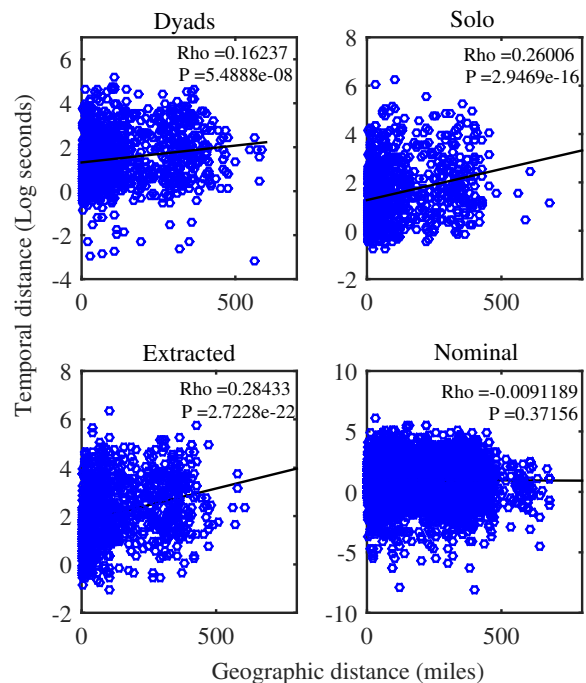 Dyads
Rho =0.16237
P =5.4888e-08
6
4
2
0
-2
-4
0
500
Solo
Rho =0.26006
P =2.9469e-16
8
6
4
2
0
-2
0
500
Temporal distance (Log seconds)
Extracted
Rho =0.28433
P =2.7228e-22
8
6
4
2
0
-2
0
500
Nominal
Rho =-0.0091189
P =0.37156
10
5
0
-5
-10
0
500
Geographic distance (miles)